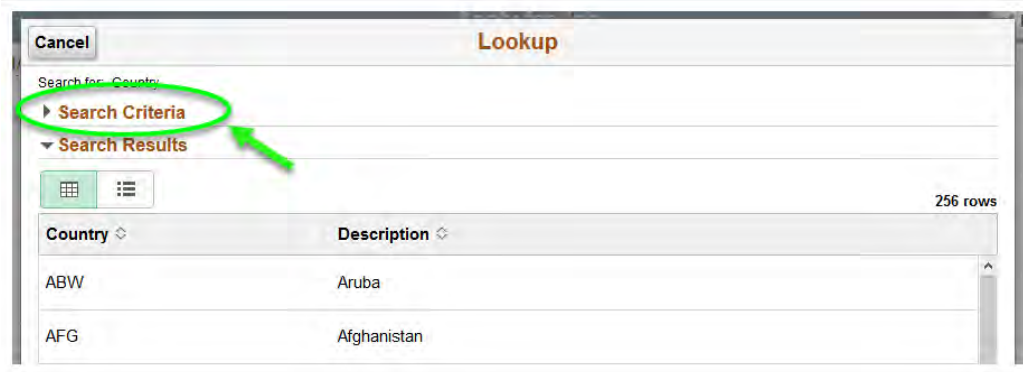 Cancel
Lookup
Search for: Country
Search Criteria
Search Results
256 rows
Country
Description
ABW
Aruba
AFG
Afghanistan